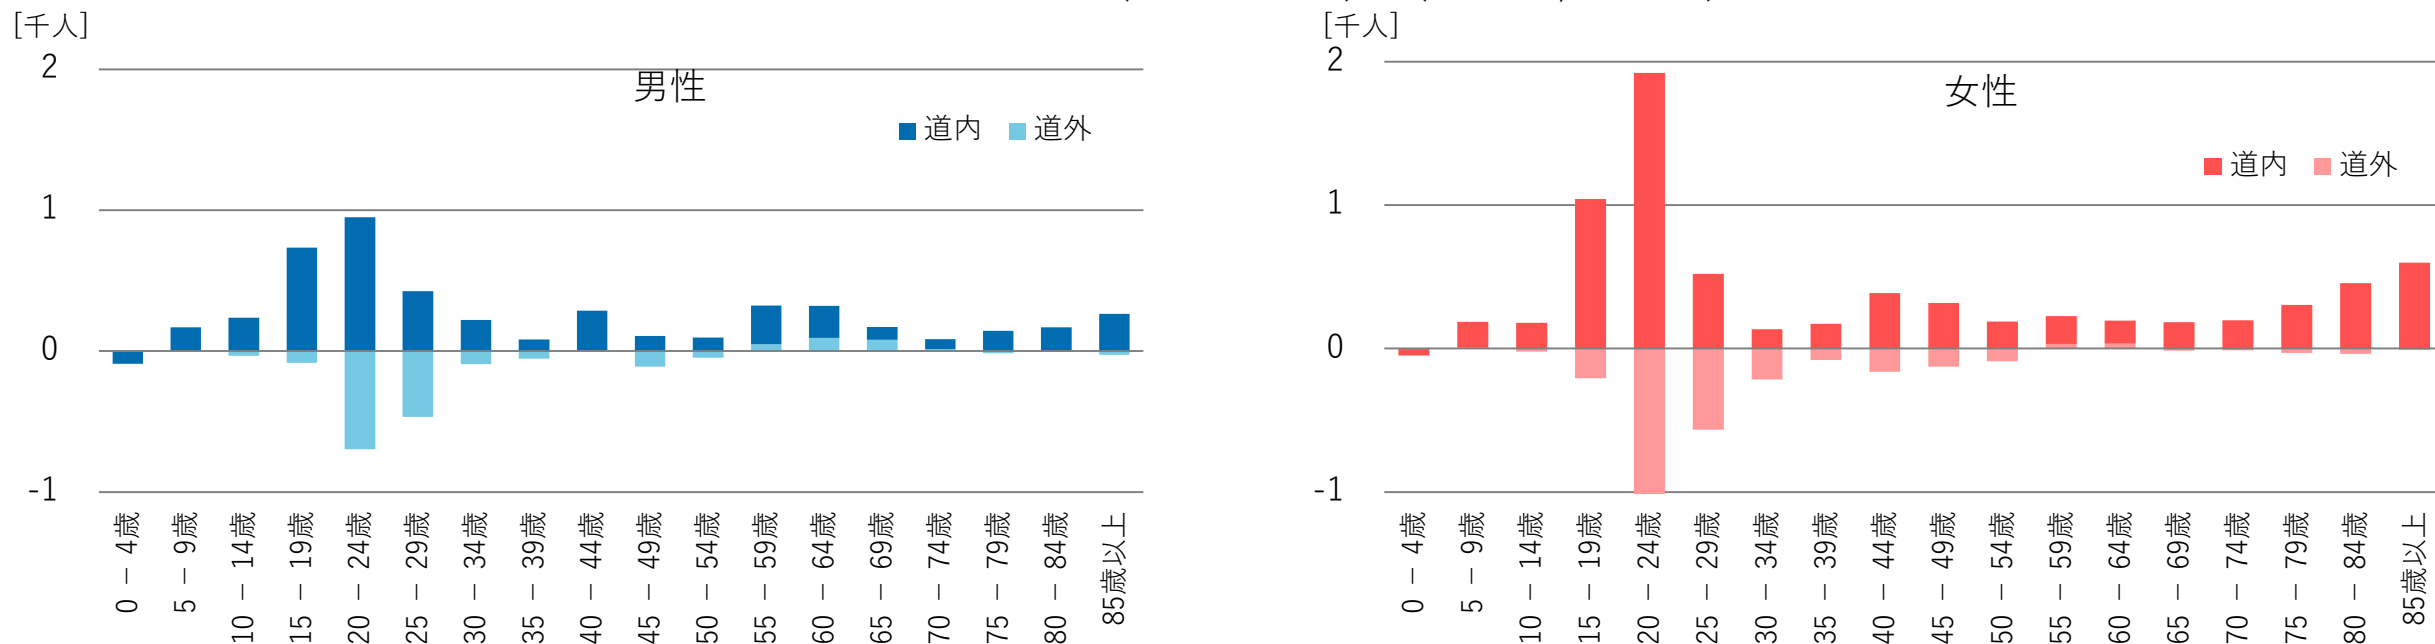 [千人]
2
1
0
-1
男性
道内 道外
0 － 4歳
5 － 9歳
10 － 14歳
15 － 19歳
20 － 24歳
25 － 29歳
30 － 34歳
35 － 39歳
40 － 44歳
45 － 49歳
50 － 54歳
55 － 59歳
60 － 64歳
65 － 69歳
70 － 74歳
75 － 79歳
80 － 84歳
85歳以上
[千人]
2
1
0
-1
女性
道内 道外
0 － 4歳
5 － 9歳
10 － 14歳
15 － 19歳
20 － 24歳
25 － 29歳
30 － 34歳
35 － 39歳
40 － 44歳
45 － 49歳
50 － 54歳
55 － 59歳
60 － 64歳
65 － 69歳
70 － 74歳
75 － 79歳
80 － 84歳
85歳以上